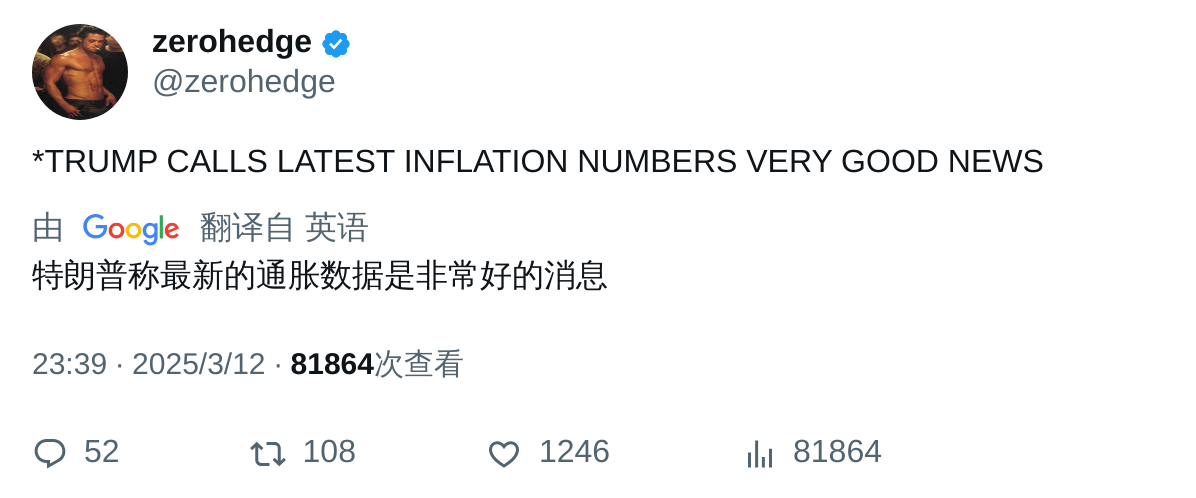 zerohedge
@zerohedge
*TRUMP CALLS LATEST INFLATION NUMBERS VERY GOOD NEWS
由 Google 翻译自 英语
特朗普称最新的通胀数据是非常好的消息
23:39 · 2025/3/12 · 81864次查看
52 108 1246 81864